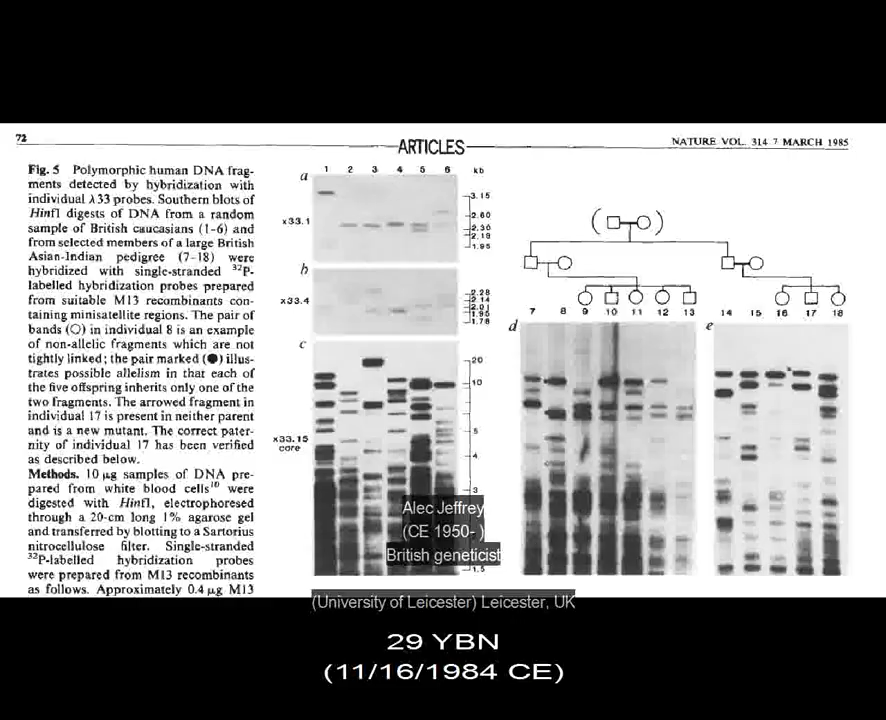 72
ARTICLES
NATURE VOL. 314 7 MARCH 1985
Fig. 5 Polymorphic human DNA frag-
ments detected by hybridization with
individual λ33 probes. Southern blots of
HinfI digests of DNA from a random
sample of British caucasians (1-6) and
from selected members of a large British
Asian-Indian pedigree (7-18) were
hybridized with single-stranded ³²P-
labelled hybridization probes prepared
from suitable M13 recombinants con-
taining minisatellite regions. The pair of
bands (○) in individual 8 is an example
of non-allelic fragments which are not
tightly linked; the pair marked (●) illus-
trates possible allelism in that each of
the five offspring inherits only one of the
two fragments. The arrowed fragment in
individual 17 is present in neither parent
and is a new mutant. The correct pater-
nity of individual 17 has been verified
as described below.
Methods. 10 μg samples of DNA pre-
pared from white blood cells¹⁰ were
digested with HinfI, electrophoresed
through a 20-cm long 1% agarose gel
and transferred by blotting to a Sartorius
nitrocellulose filter. Single-stranded
³²P-labelled hybridization probes
were prepared from M13 recombinants
as follows. Approximately 0.4 μg M13
a
1 2 3 4 5 6 kb
x33.1
3.15
2.60
2.30
2.19
1.95
b
x33.4
2.28
2.14
2.01
1.95
1.78
c
x33.15
core
20
10
5
4
3
1.5
7 8 9 10 11 12 13
d
14 15 16 17 18
e
Alec Jeffrey
(CE 1950- )
British geneticist
(University of Leicester) Leicester, UK
29 YBN
(11/16/1984 CE)